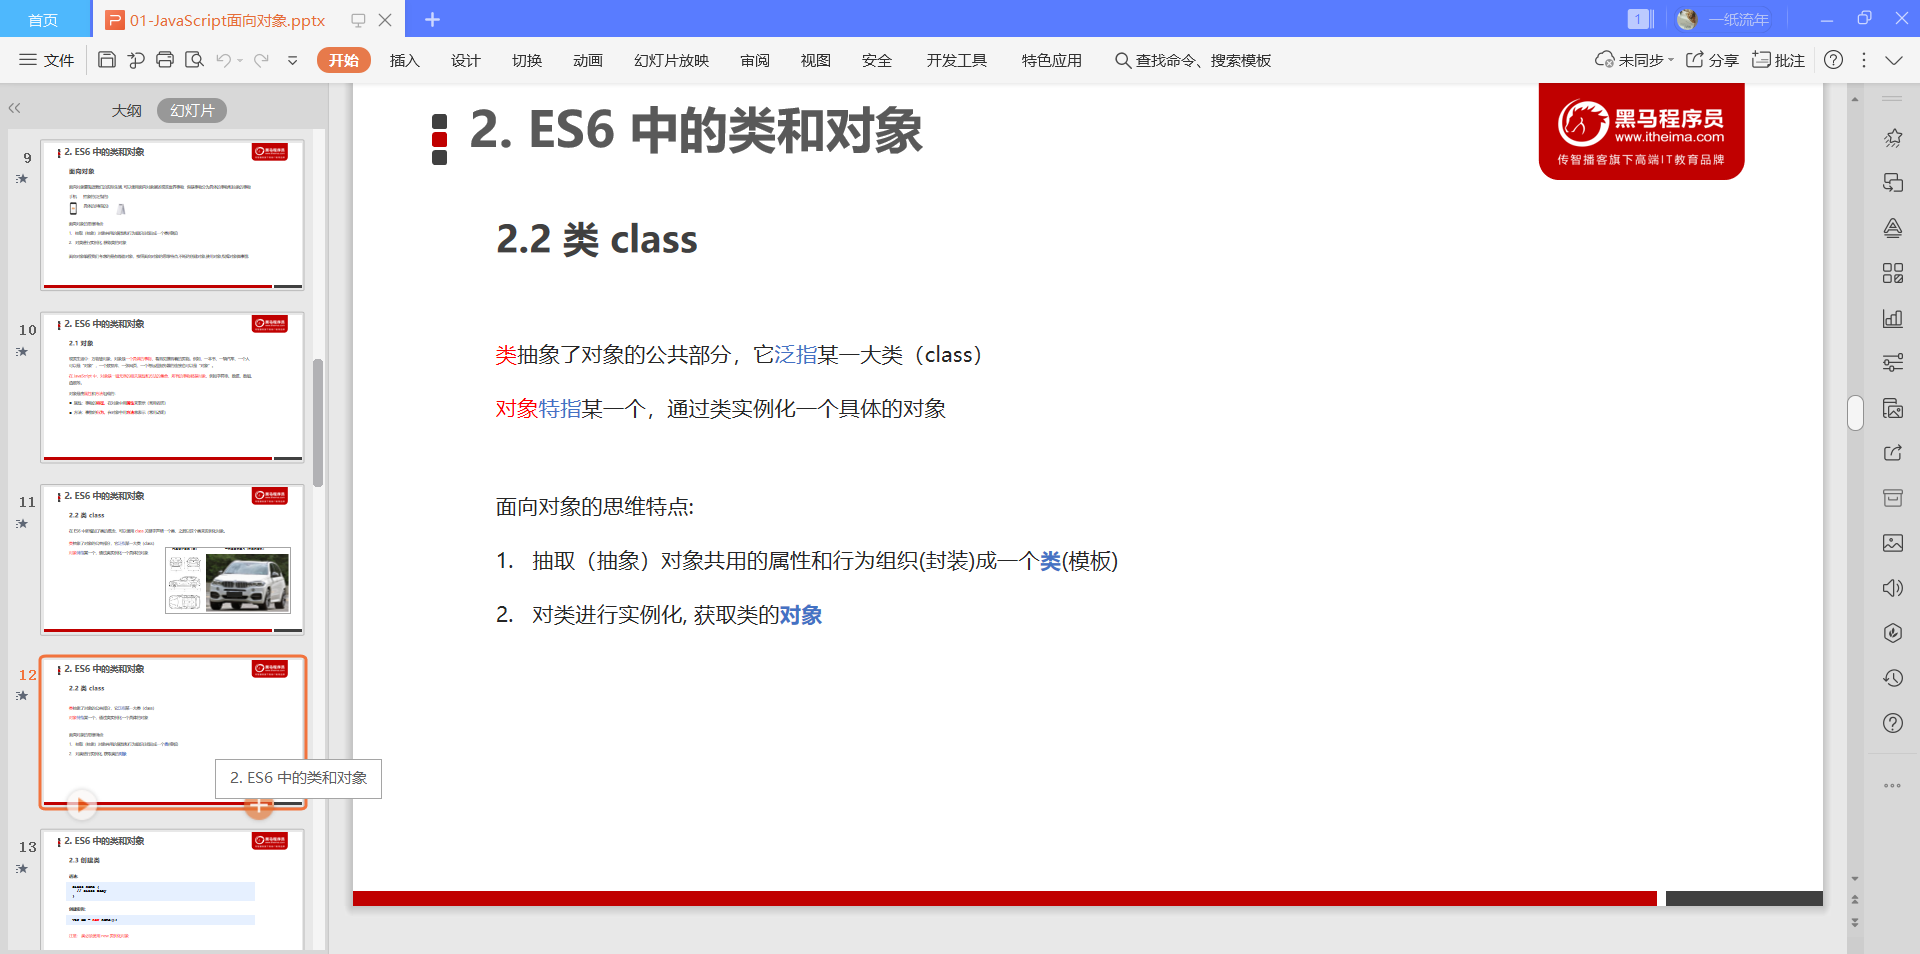 首页
01-JavaScript面向对象.pptx
1
一纸流年
文件
开始
插入
设计
切换
动画
幻灯片放映
审阅
视图
安全
开发工具
特色应用
查找命令、搜索模板
未同步
分享
批注
大纲
幻灯片
9
2. ES6 中的类和对象
面向对象
10
2. ES6 中的类和对象
2.1 对象
11
2. ES6 中的类和对象
2.2 类 class
12
2. ES6 中的类和对象
2.2 类 class
2. ES6 中的类和对象
13
2. ES6 中的类和对象
2.3 创建类
2. ES6 中的类和对象
黑马程序员
www.itheima.com
传智播客旗下高端IT教育品牌
2.2 类 class
类抽象了对象的公共部分，它泛指某一大类（class）
对象特指某一个，通过类实例化一个具体的对象
面向对象的思维特点:
1. 抽取（抽象）对象共用的属性和行为组织(封装)成一个类(模板)
2. 对类进行实例化, 获取类的对象